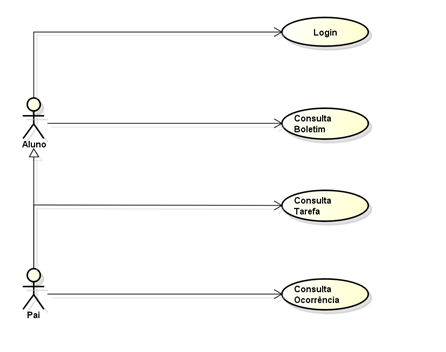 Login
Consulta
Boletim
Aluno
Consulta
Tarefa
Consulta
Ocorrência
Pai